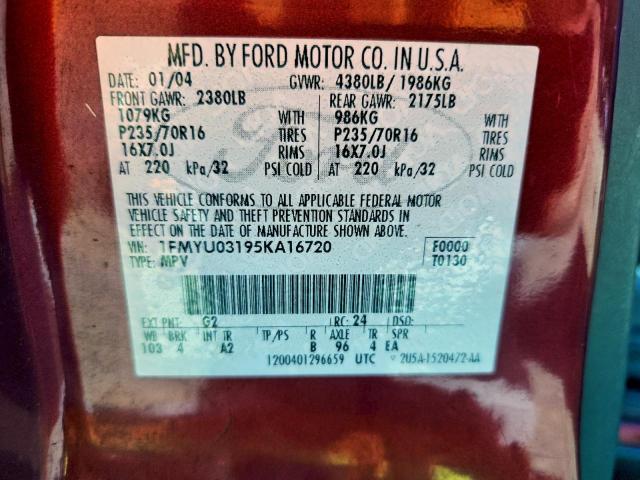 MFD. BY FORD MOTOR CO. IN U.S.A.
DATE: 01/04 GVWR: 4380LB/ 1986KG
FRONT GAWR: 2380LB REAR GAWR: 2175LB
1079KG WITH 986KG WITH
P235/70R16 TIRES P235/70R16 TIRES
16X7.0J RIMS 16X7.0J RIMS
AT 220 kPa/32 PSI COLD AT 220 kPa/32 PSI COLD
THIS VEHICLE CONFORMS TO ALL APPLICABLE FEDERAL MOTOR
VEHICLE SAFETY AND THEFT PREVENTION STANDARDS IN
EFFECT ON THE DATE OF MANUFACTURE SHOWN ABOVE.
VIN: 1FMYU03195KA16720 F0000
TYPE: MPV T0130
EXT PNT: G2 RC: 24 DSO:
WB BRK INT TR TP/PS R AXLE TR SPR
103 4 A2 B 96 4 EA
1200401296659 UTC